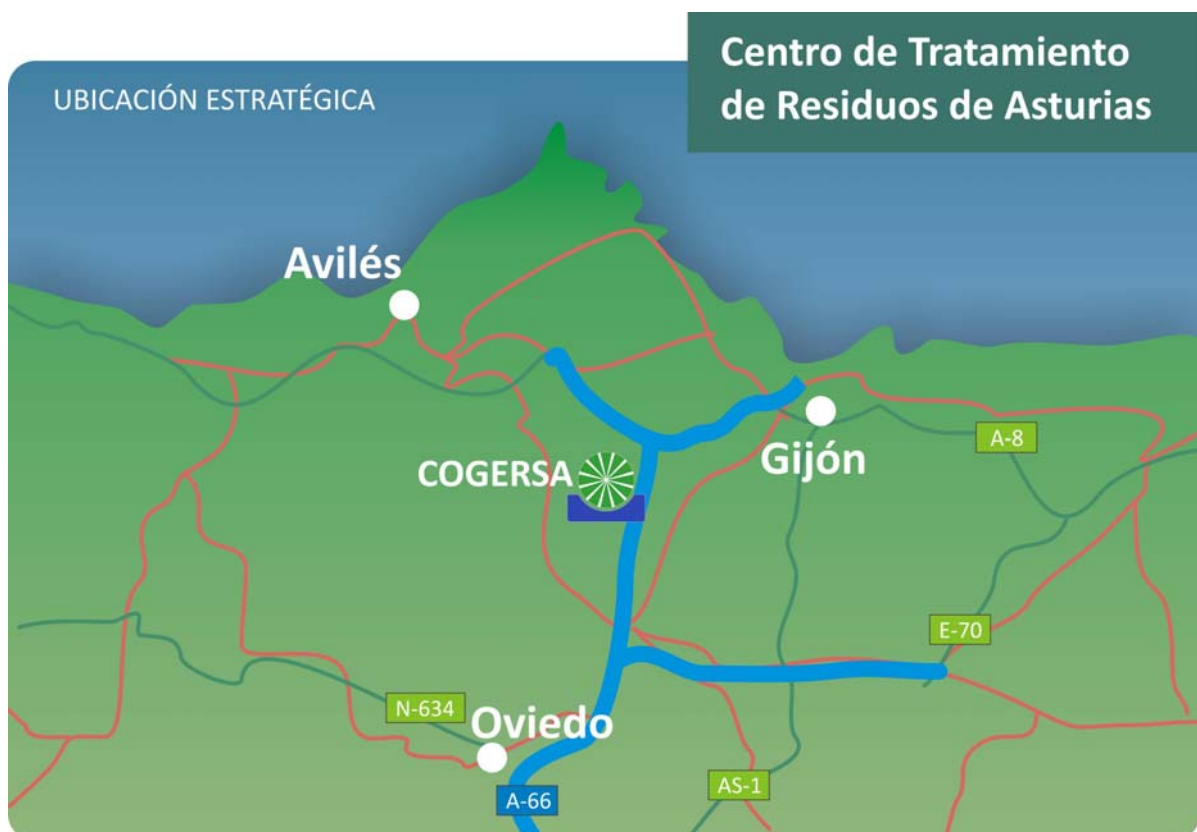 Centro de Tratamiento
de Residuos de Asturias
UBICACIÓN ESTRATÉGICA
Avilés
COGERSA
Gijón
A-8
E-70
N-634
Oviedo
A-66
AS-1